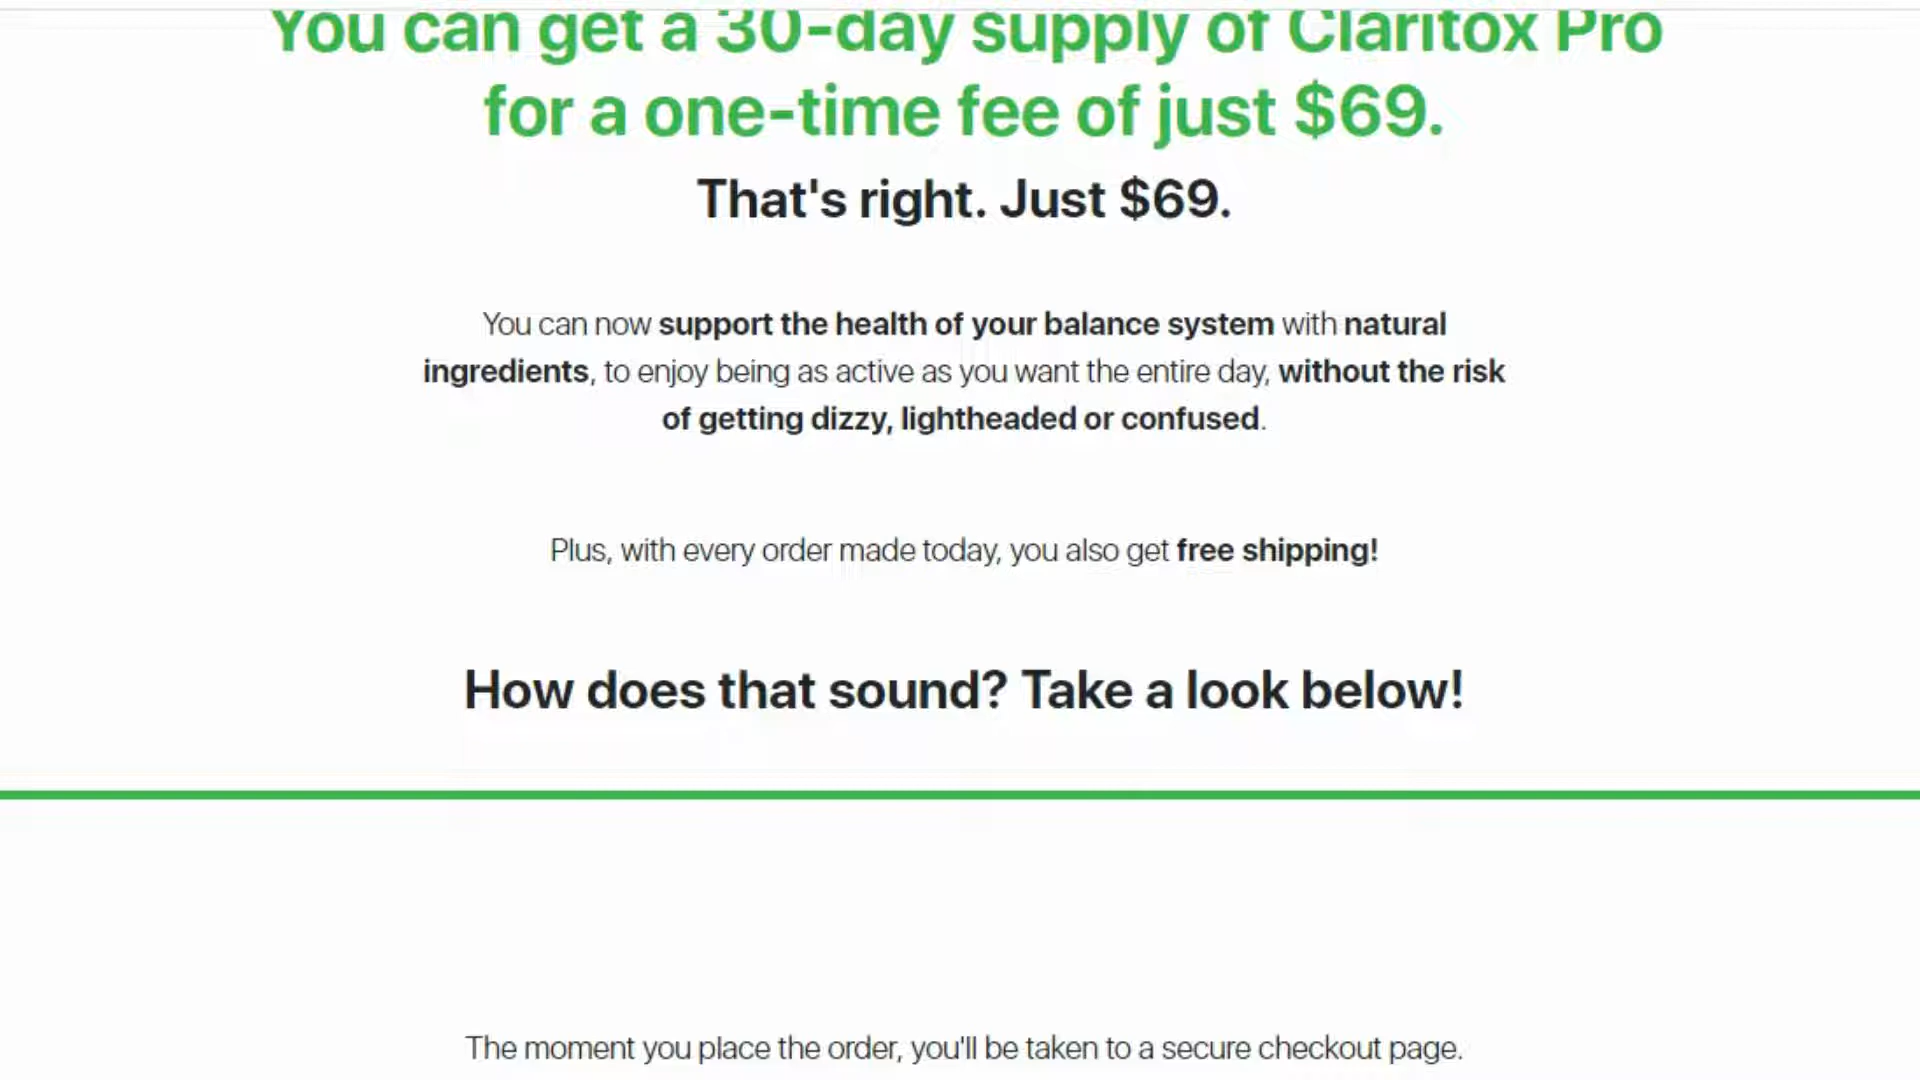 You can get a 30-day supply of Claritox Pro
for a one-time fee of just $69.
That's right. Just $69.
You can now support the health of your balance system with natural
ingredients, to enjoy being as active as you want the entire day, without the risk
of getting dizzy, lightheaded or confused.
Plus, with every order made today, you also get free shipping!
How does that sound? Take a look below!
The moment you place the order, you'll be taken to a secure checkout page.